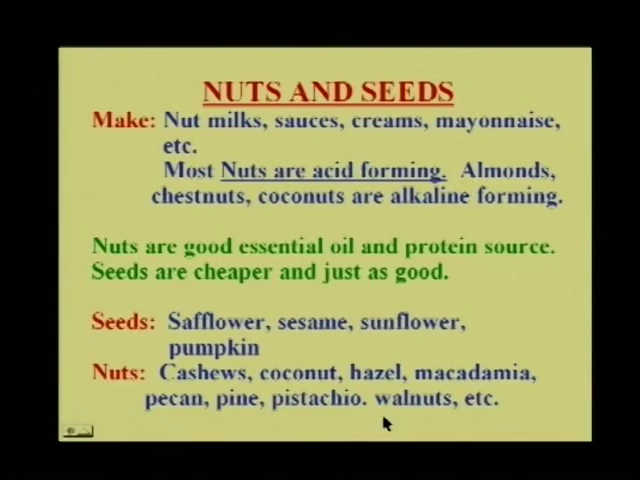 NUTS AND SEEDS
Make: Nut milks, sauces, creams, mayonnaise,
etc.
Most Nuts are acid forming. Almonds,
chestnuts, coconuts are alkaline forming.
Nuts are good essential oil and protein source.
Seeds are cheaper and just as good.
Seeds: Safflower, sesame, sunflower,
pumpkin
Nuts: Cashews, coconut, hazel, macadamia,
pecan, pine, pistachio. walnuts, etc.